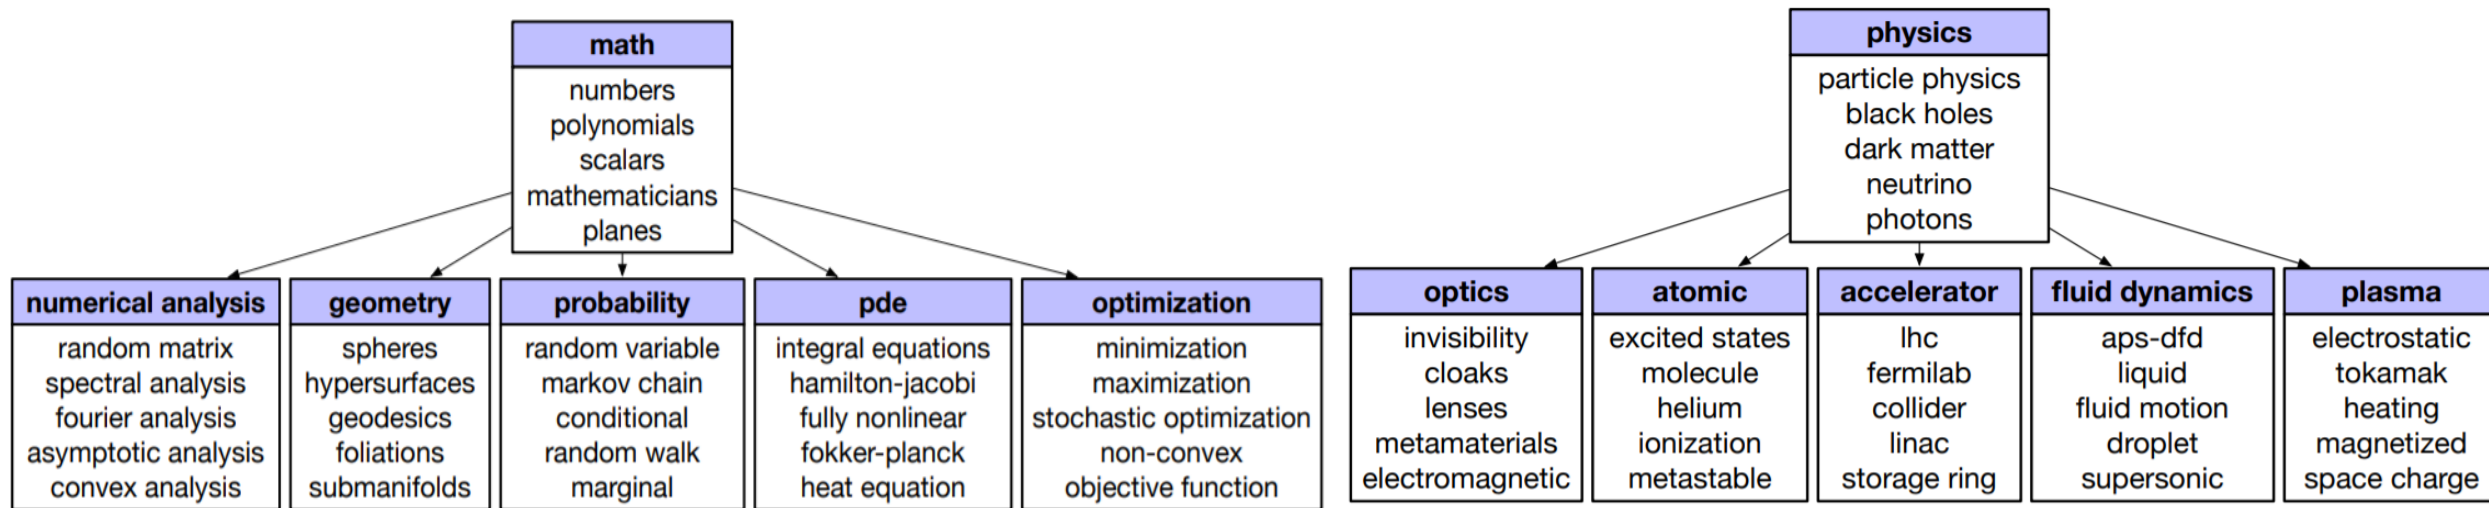 math
numbers
polynomials
scalars
mathematicians
planes
numerical analysis
random matrix
spectral analysis
fourier analysis
asymptotic analysis
convex analysis
geometry
spheres
hypersurfaces
geodesics
foliations
submanifolds
probability
random variable
markov chain
conditional
random walk
marginal
pde
integral equations
hamilton-jacobi
fully nonlinear
fokker-planck
heat equation
optimization
minimization
maximization
stochastic optimization
non-convex
objective function
physics
particle physics
black holes
dark matter
neutrino
photons
optics
invisibility
cloaks
lenses
metamaterials
electromagnetic
atomic
excited states
molecule
helium
ionization
metastable
accelerator
lhc
fermilab
collider
linac
storage ring
fluid dynamics
aps-dfd
liquid
fluid motion
droplet
supersonic
plasma
electrostatic
tokamak
heating
magnetized
space charge